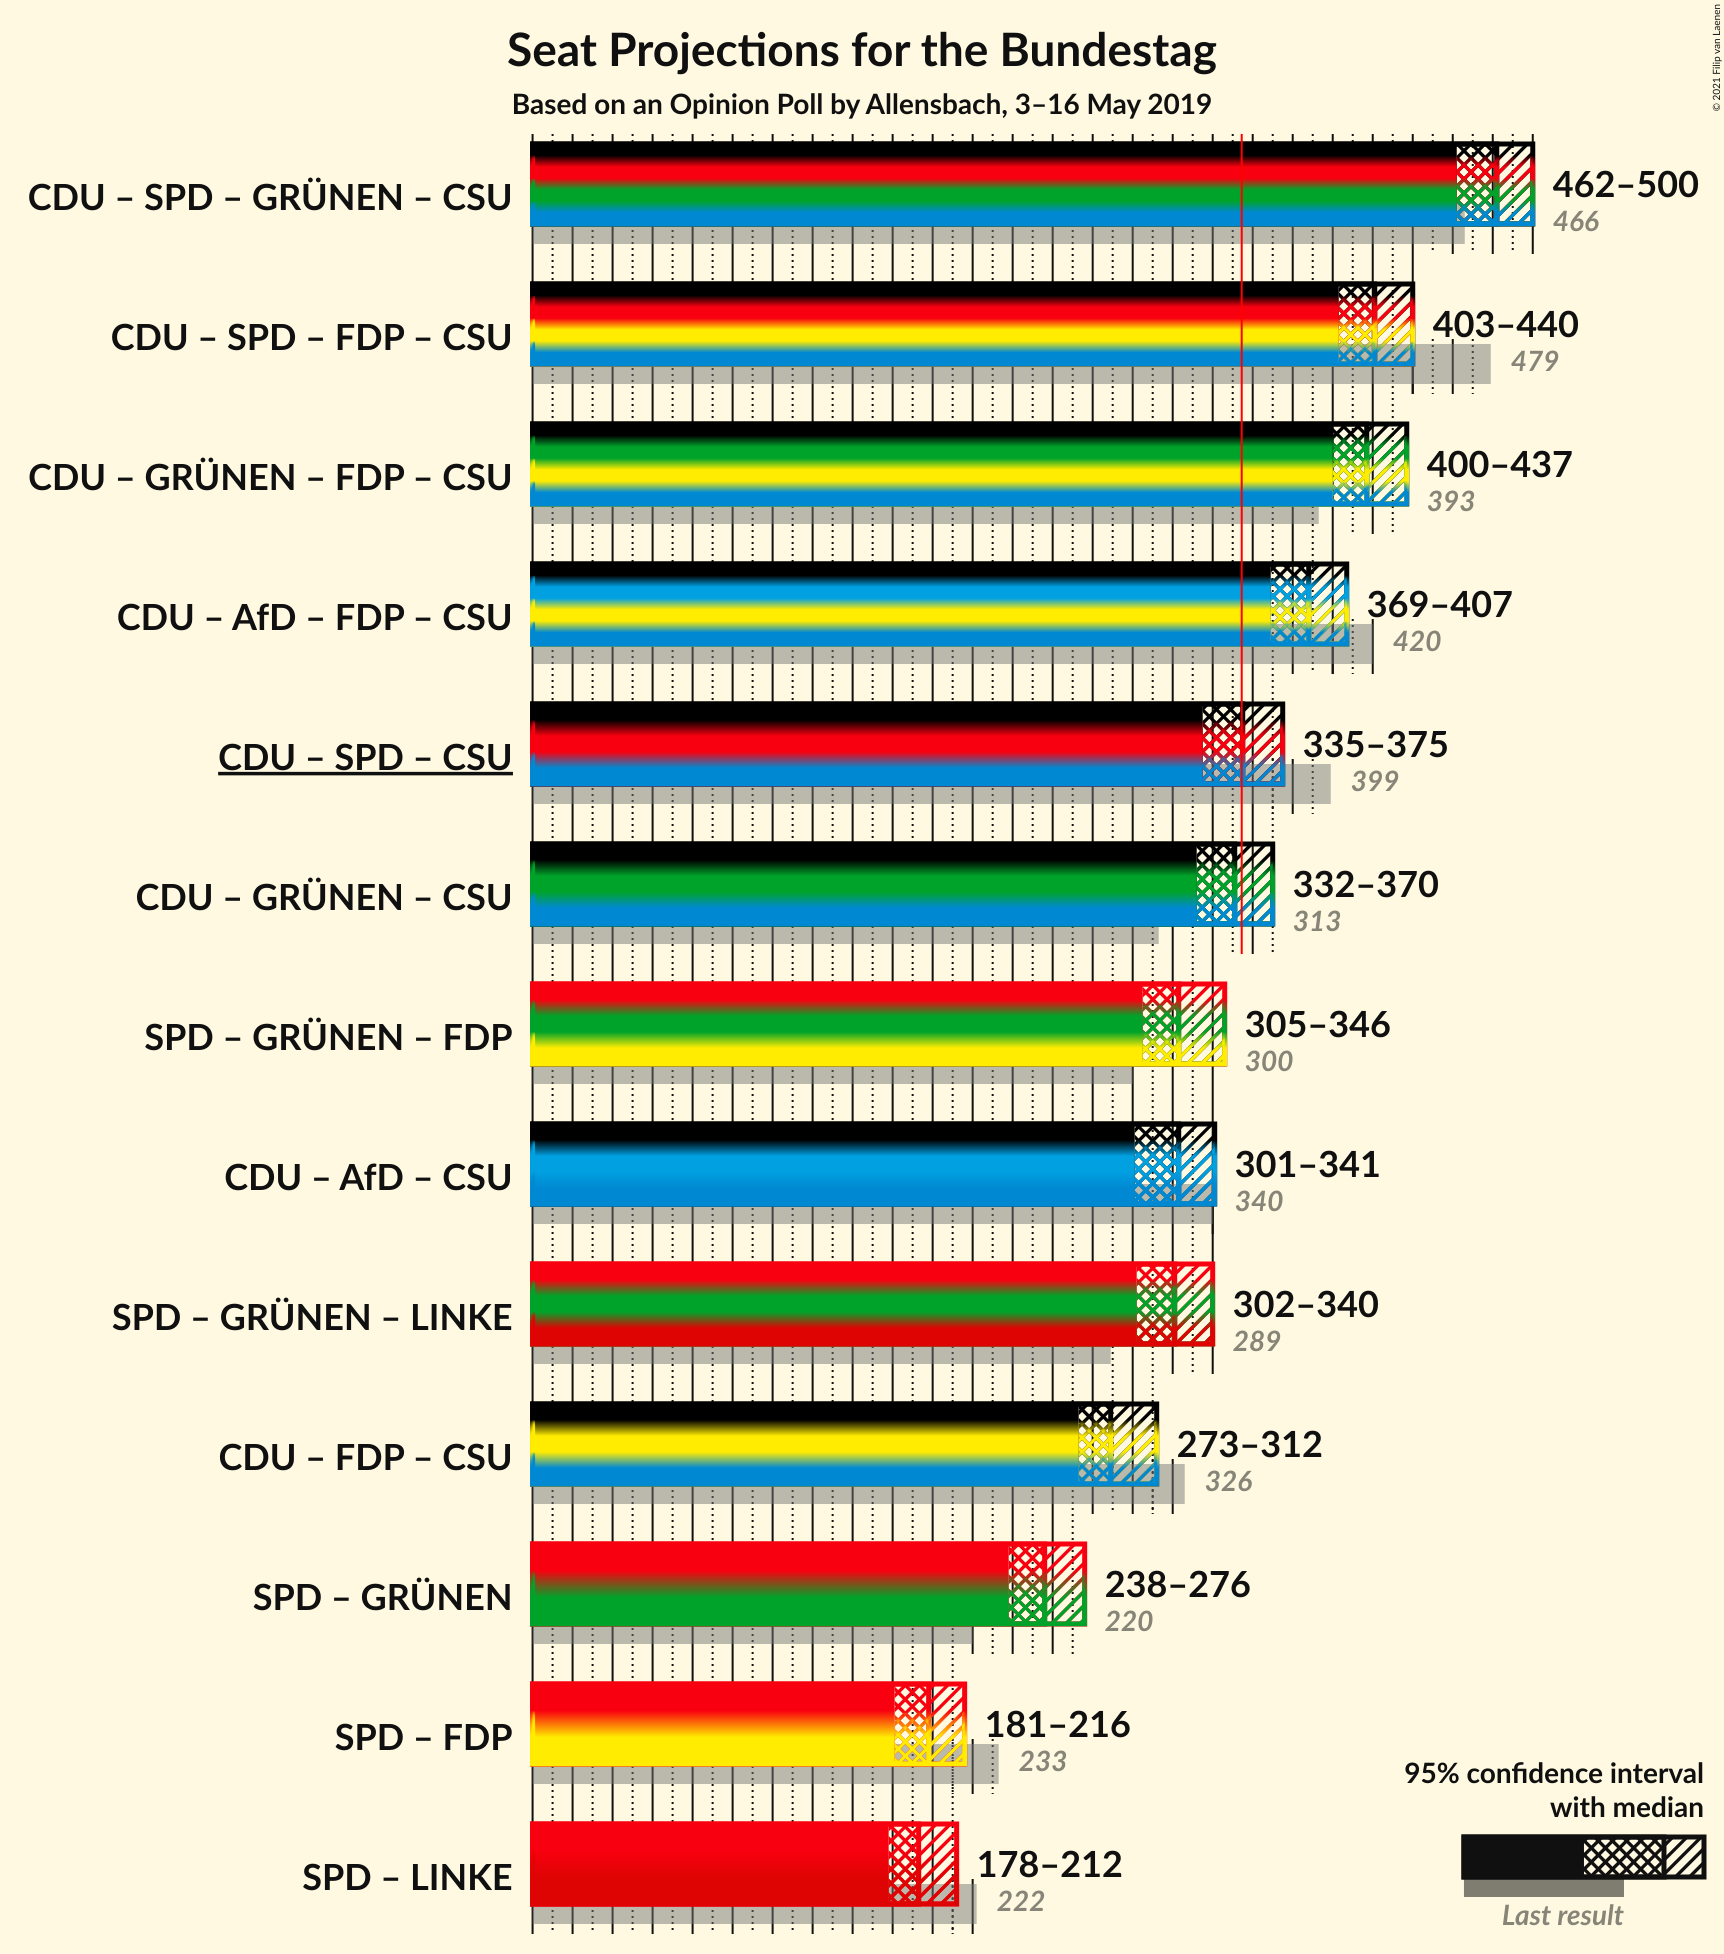 Seat Projections for the Bundestag
Based on an Opinion Poll by Allensbach, 3–16 May 2019
© 2021 Filip van Laenen
CDU – SPD – GRÜNEN – CSU
462–500
466
CDU – SPD – FDP – CSU
403–440
479
CDU – GRÜNEN – FDP – CSU
400–437
393
CDU – AfD – FDP – CSU
369–407
420
CDU – SPD – CSU
335–375
399
CDU – GRÜNEN – CSU
332–370
313
SPD – GRÜNEN – FDP
305–346
300
CDU – AfD – CSU
301–341
340
SPD – GRÜNEN – LINKE
302–340
289
CDU – FDP – CSU
273–312
326
SPD – GRÜNEN
238–276
220
SPD – FDP
181–216
233
SPD – LINKE
178–212
222
95% confidence interval
with median
Last result